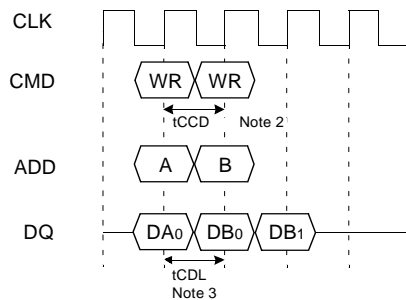 CLK
CMD WR WR
tCCD Note 2
ADD A B
DQ DA0 DB0 DB1
tCDL
Note 3